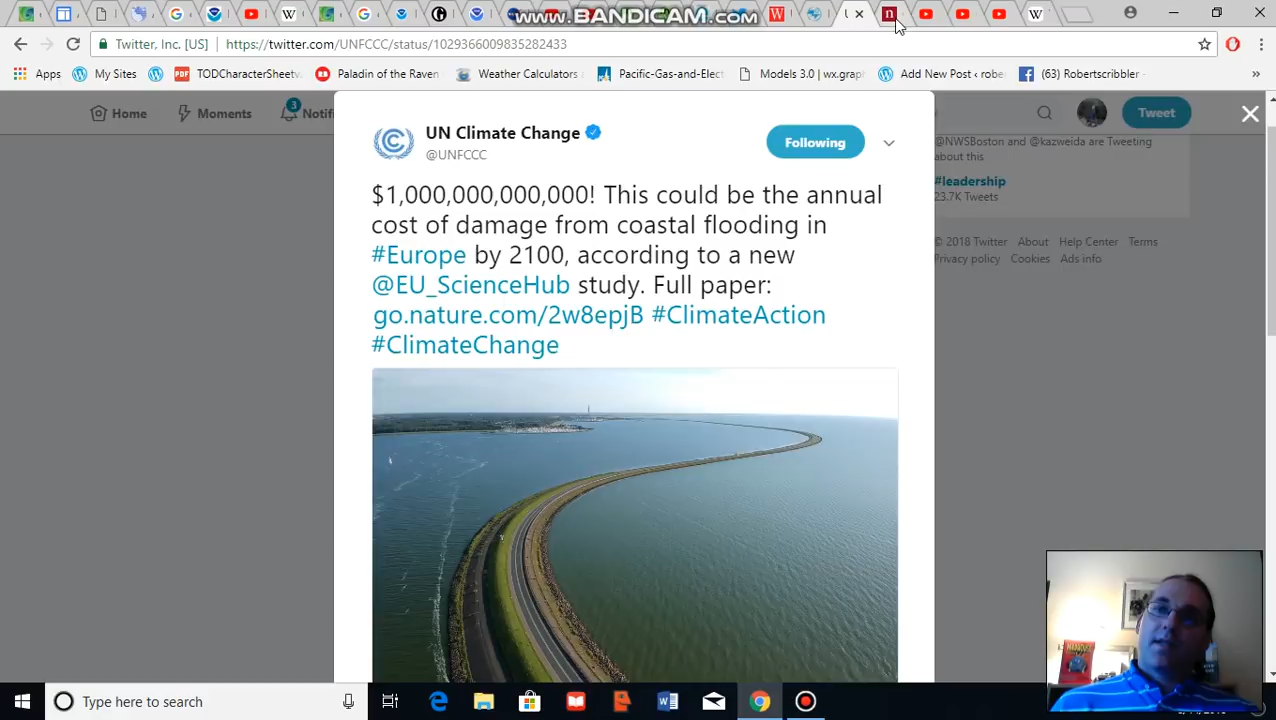 www.BANDICAM.com
Twitter, Inc. [US] https://twitter.com/UNFCCC/status/1029366009835282433
Apps My Sites TODCharacterSheetv Paladin of the Raven Weather Calculators Pacific-Gas-and-Elect Models 3.0 | wx.grap Add New Post ‹ robe (63) Robertscribbler »
Home Moments 3 Notifi Tweet
UN Climate Change
@UNFCCC
Following
$1,000,000,000,000! This could be the annual
cost of damage from coastal flooding in
#Europe by 2100, according to a new
@EU_ScienceHub study. Full paper:
go.nature.com/2w8epjB #ClimateAction
#ClimateChange
@NWSBoston and @kazweida are Tweeting
about this
#leadership
23.7K Tweets
© 2018 Twitter About Help Center Terms
Privacy policy Cookies Ads info
Type here to search